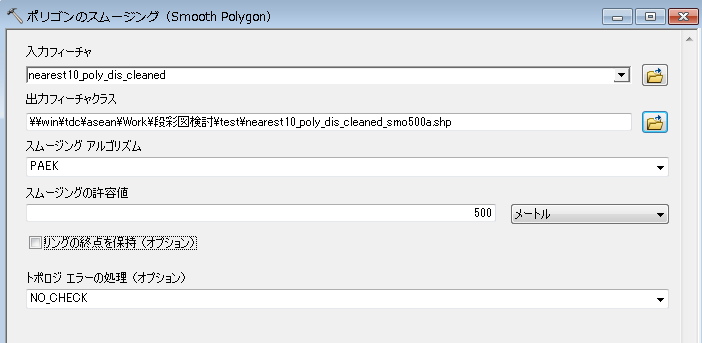 ポリゴンのスムージング (Smooth Polygon)
入力フィーチャ
nearest10_poly_dis_cleaned
出力フィーチャクラス
¥¥win¥tdc¥asean¥Work¥段彩図検討¥test¥nearest10_poly_dis_cleaned_smo500a.shp
スムージング アルゴリズム
PAEK
スムージングの許容値
500 メートル
リングの終点を保持 (オプション)
トポロジ エラーの処理 (オプション)
NO_CHECK